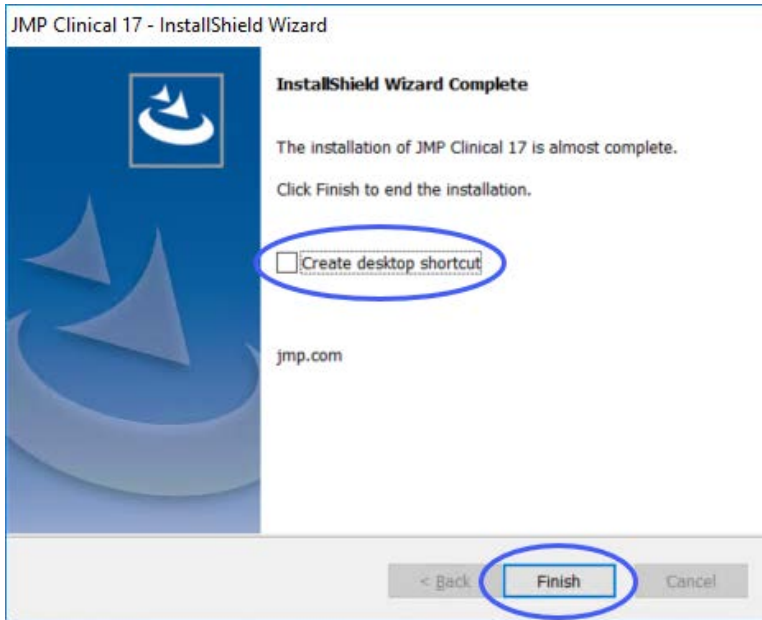 JMP Clinical 17 - InstallShield Wizard
InstallShield Wizard Complete
The installation of JMP Clinical 17 is almost complete.
Click Finish to end the installation.
Create desktop shortcut
jmp.com
< Back Finish Cancel